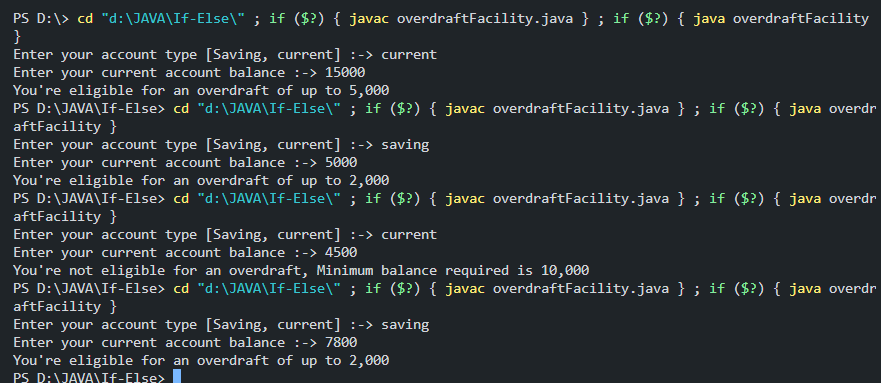 PS D:\> cd "d:\JAVA\If-Else\" ; if ($?) { javac overdraftFacility.java } ; if ($?) { java overdraftFacility
}
Enter your account type [Saving, current] :-> current
Enter your current account balance :-> 15000
You're eligible for an overdraft of up to 5,000
PS D:\JAVA\If-Else> cd "d:\JAVA\If-Else\" ; if ($?) { javac overdraftFacility.java } ; if ($?) { java overdr
aftFacility }
Enter your account type [Saving, current] :-> saving
Enter your current account balance :-> 5000
You're eligible for an overdraft of up to 2,000
PS D:\JAVA\If-Else> cd "d:\JAVA\If-Else\" ; if ($?) { javac overdraftFacility.java } ; if ($?) { java overdr
aftFacility }
Enter your account type [Saving, current] :-> current
Enter your current account balance :-> 4500
You're not eligible for an overdraft, Minimum balance required is 10,000
PS D:\JAVA\If-Else> cd "d:\JAVA\If-Else\" ; if ($?) { javac overdraftFacility.java } ; if ($?) { java overdr
aftFacility }
Enter your account type [Saving, current] :-> saving
Enter your current account balance :-> 7800
You're eligible for an overdraft of up to 2,000
PS D:\JAVA\If-Else>